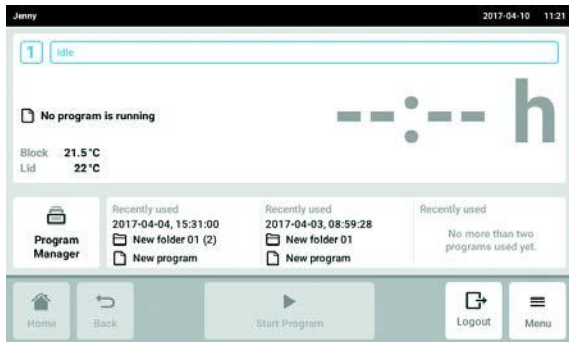 Jenny 2017-04-10 11:21
1 Idle
No program is running
--:-- h
Block 21.5°C
Lid 22°C
Program Manager
Recently used
2017-04-04, 15:31:00
New folder 01 (2)
New program
Recently used
2017-04-03, 08:59:28
New folder 01
New program
Recently used
No more than two
programs used yet.
Home
Back
Start Program
Logout
Menu